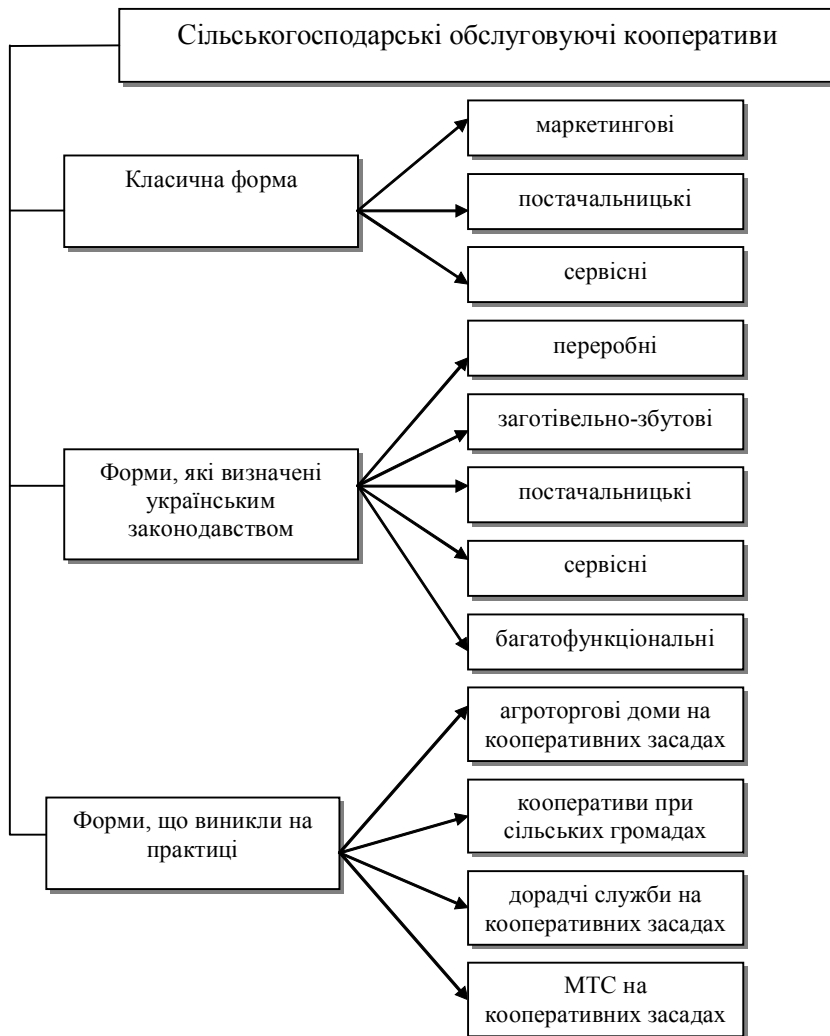 Сільськогосподарські обслуговуючі кооперативи
Класична форма
маркетингові
постачальницькі
сервісні
Форми, які визначені
українським
законодавством
переробні
заготівельно-збутові
постачальницькі
сервісні
багатофункціональні
Форми, що виникли на
практиці
агроторгові доми на
кооперативних засадах
кооперативи при
сільських громадах
дорадчі служби на
кооперативних засадах
МТС на
кооперативних засадах